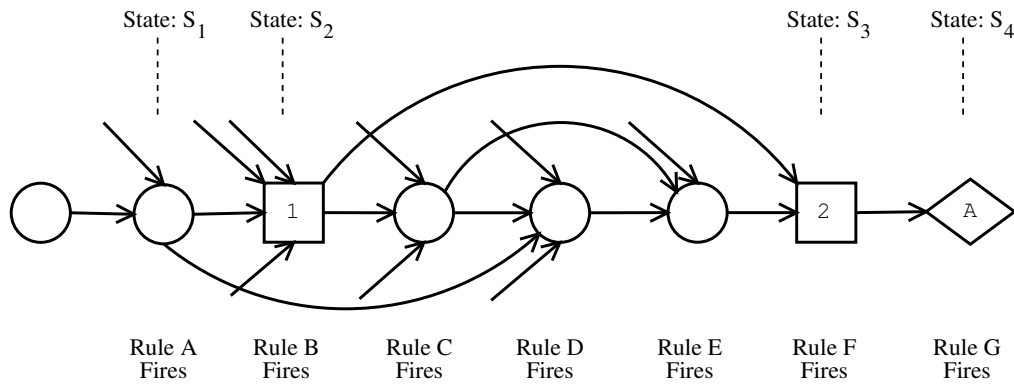 State: S1
State: S2
State: S3
State: S4
1
2
A
Rule A
Fires
Rule B
Fires
Rule C
Fires
Rule D
Fires
Rule E
Fires
Rule F
Fires
Rule G
Fires